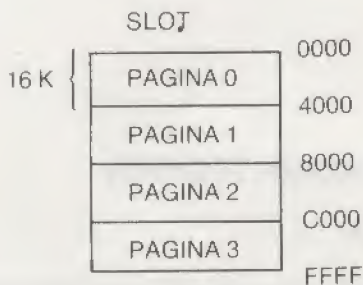 SLOT
0000
16 K
PAGINA 0
4000
PAGINA 1
8000
PAGINA 2
C000
PAGINA 3
FFFF